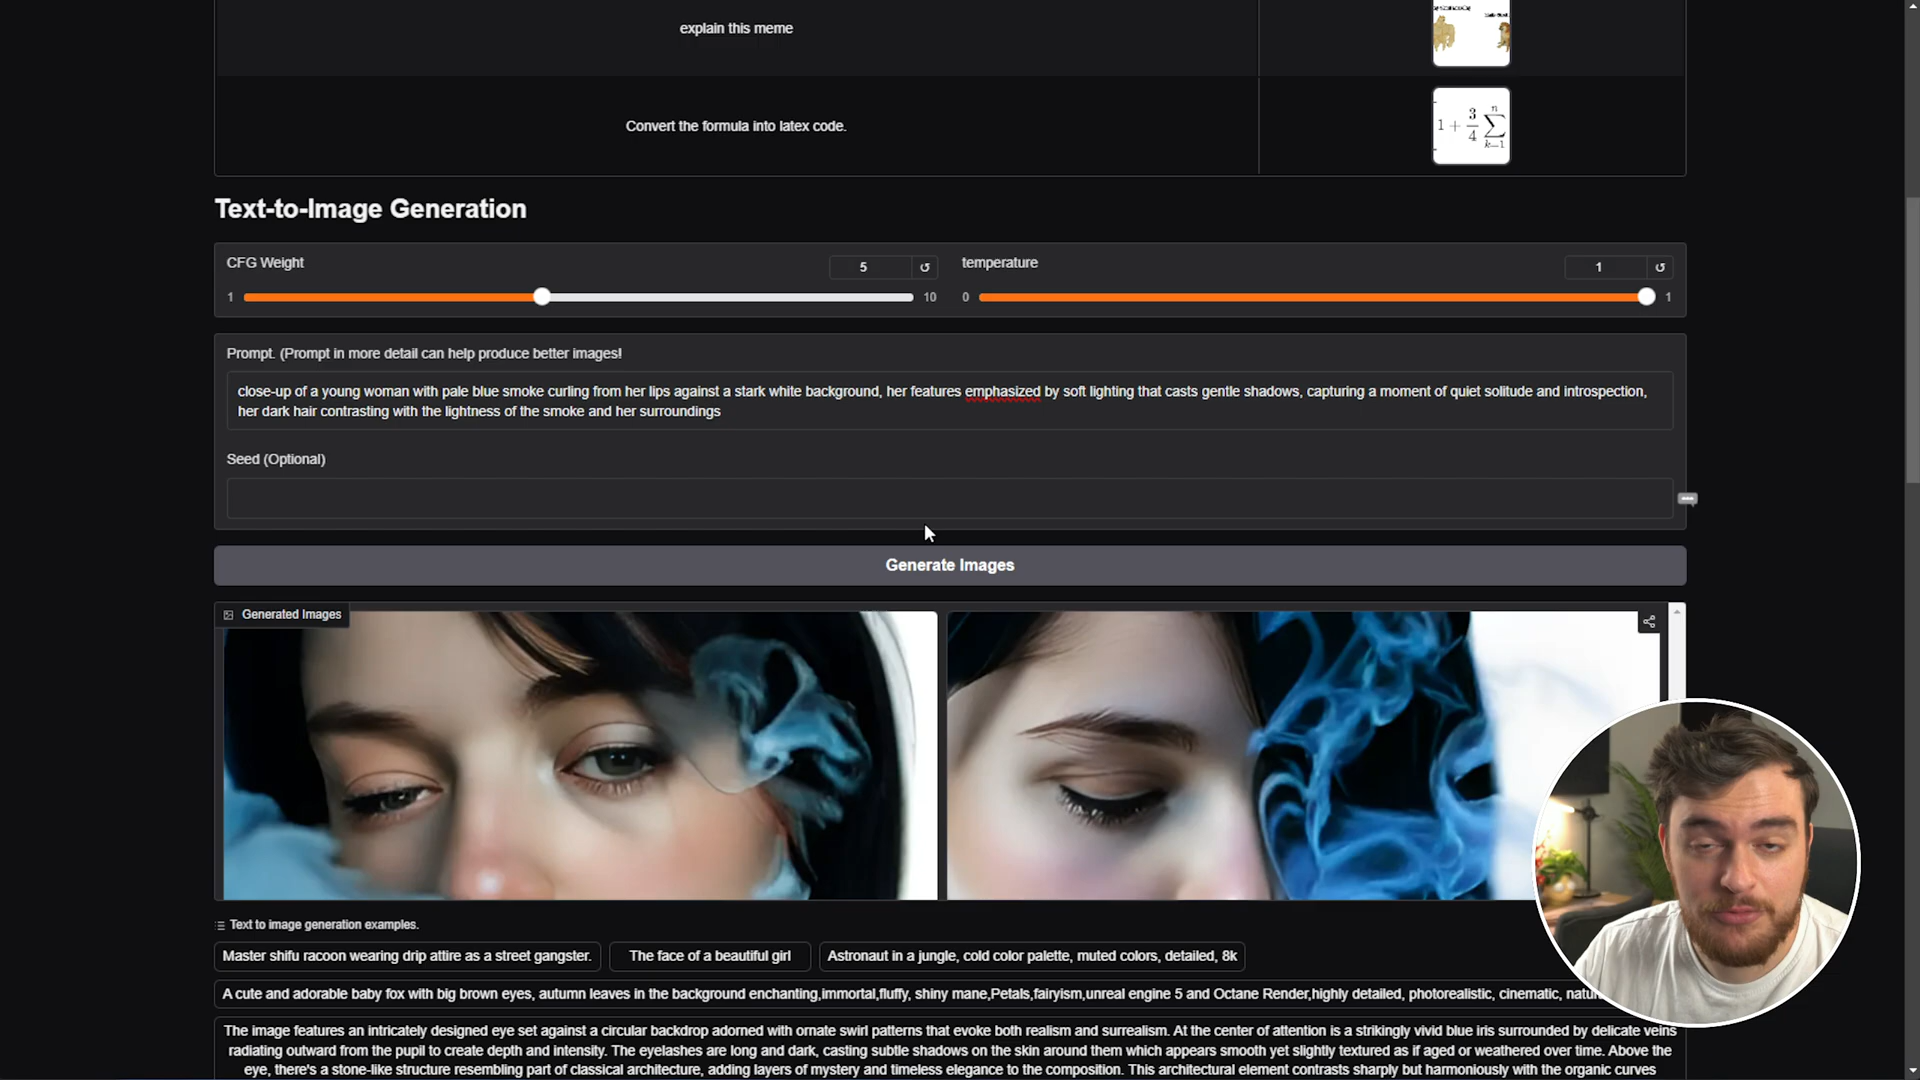 explain this meme
Convert the formula into latex code.
1 + 3/4 ∑ n k=1
Text-to-Image Generation
CFG Weight
5
↺
temperature
1
↺
1
10
0
1
Prompt. (Prompt in more detail can help produce better images!
close-up of a young woman with pale blue smoke curling from her lips against a stark white background, her features emphasized by soft lighting that casts gentle shadows, capturing a moment of quiet solitude and introspection,
her dark hair contrasting with the lightness of the smoke and her surroundings
Seed (Optional)
Generate Images
Generated Images
Text to image generation examples.
Master shifu racoon wearing drip attire as a street gangster.
The face of a beautiful girl
Astronaut in a jungle, cold color palette, muted colors, detailed, 8k
A cute and adorable baby fox with big brown eyes, autumn leaves in the background enchanting,immortal,fluffy, shiny mane,Petals,fairyism,unreal engine 5 and Octane Render,highly detailed, photorealistic, cinematic,
The image features an intricately designed eye set against a circular backdrop adorned with ornate swirl patterns that evoke both realism and surrealism. At the center of attention is a strikingly vivid blue iris surrounded by delicate veins
radiating outward from the pupil to create depth and intensity. The eyelashes are long and dark, casting subtle shadows on the skin around them which appears smooth yet slightly textured as if aged or weathered over time. Above the
eye, there's a stone-like structure resembling part of classical architecture, adding layers of mystery and timeless elegance to the composition. This architectural element contrasts sharply but harmoniously with the organic curves